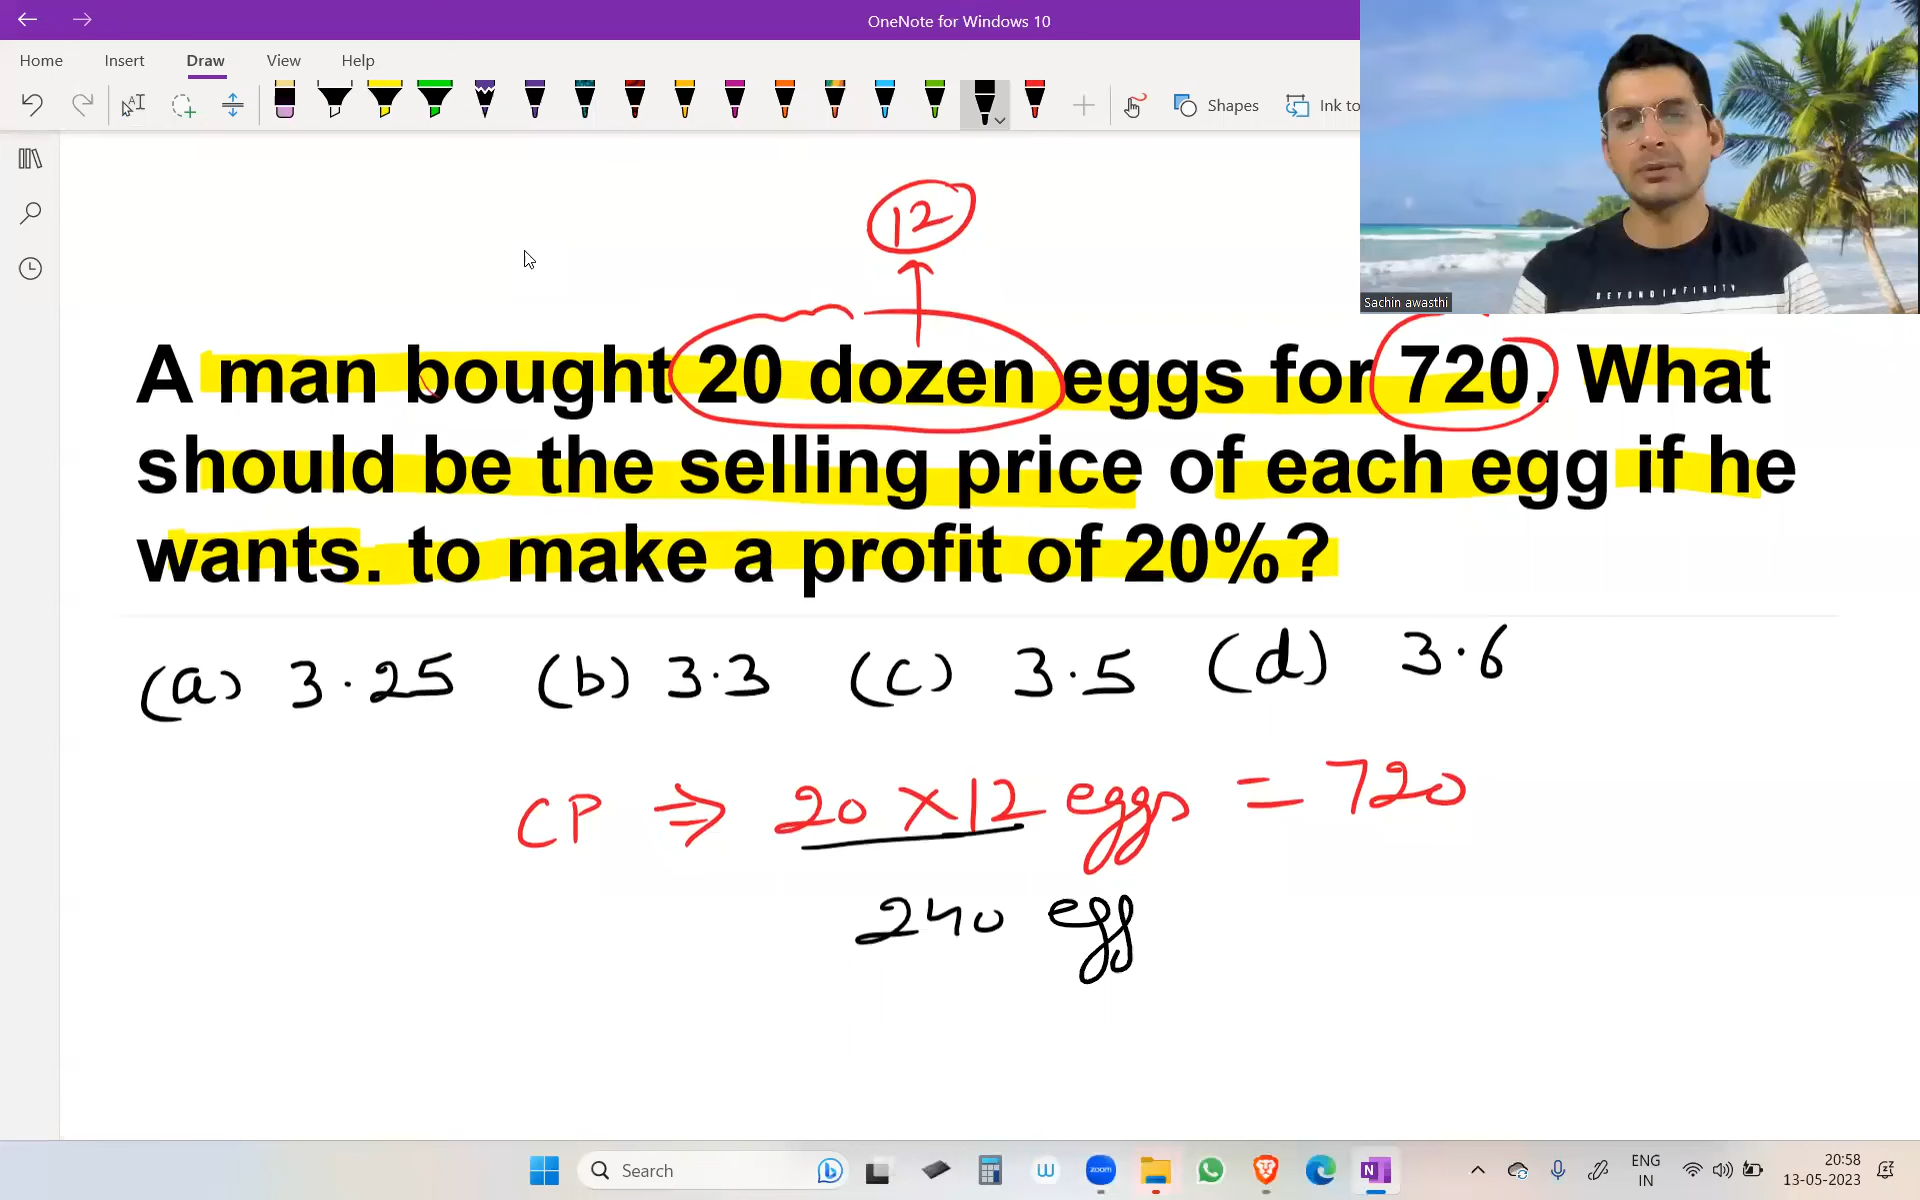 OneNote for Windows 10
Home Insert Draw View Help
Shapes Ink to
BEYOND INFINITY
Sachin awasthi
12
A man bought 20 dozen eggs for 720. What
should be the selling price of each egg if he
wants. to make a profit of 20%?
(a) 3.25 (b) 3.3 (c) 3.5 (d) 3.6
CP ⇒ 20 × 12 eggs = 720
240 egg
Search zoom N ENG 20:58
IN 13-05-2023